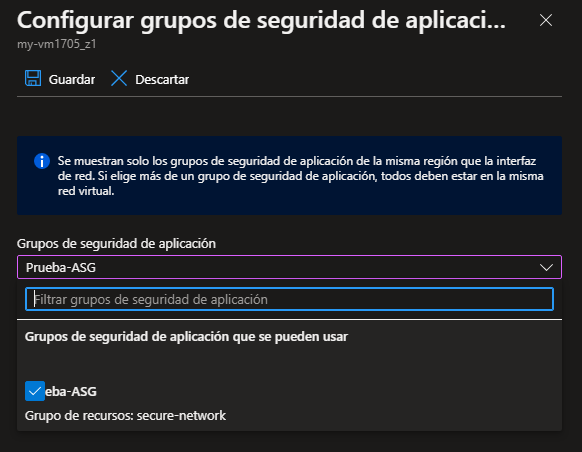 Configurar grupos de seguridad de aplicaci...
my-vm1705_z1
Guardar Descartar
Se muestran solo los grupos de seguridad de aplicación de la misma región que la interfaz
de red. Si elige más de un grupo de seguridad de aplicación, todos deben estar en la misma
red virtual.
Grupos de seguridad de aplicación
Prueba-ASG
Filtrar grupos de seguridad de aplicación
Grupos de seguridad de aplicación que se pueden usar
eba-ASG
Grupo de recursos: secure-network